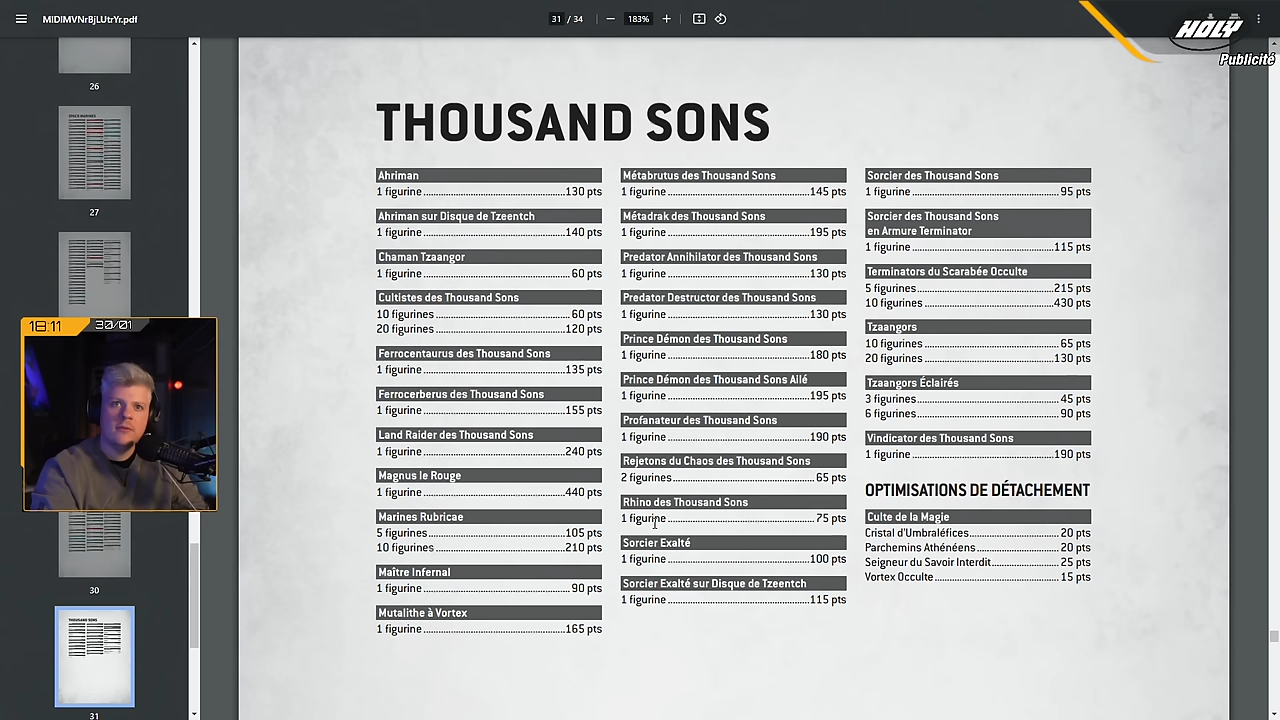 MIDIMVNrBjLUtrYr.pdf
31 / 34
183%
HOLY
Publicité
26
27
30
31
18:11
30/01
THOUSAND SONS
Ahriman
1 figurine 130 pts
Ahriman sur Disque de Tzeentch
1 figurine 140 pts
Chaman Tzaangor
1 figurine 60 pts
Cultistes des Thousand Sons
10 figurines 60 pts
20 figurines 120 pts
Ferrocentaurus des Thousand Sons
1 figurine 135 pts
Ferrocerberus des Thousand Sons
1 figurine 155 pts
Land Raider des Thousand Sons
1 figurine 240 pts
Magnus le Rouge
1 figurine 440 pts
Marines Rubricae
5 figurines 105 pts
10 figurines 210 pts
Maître Infernal
1 figurine 90 pts
Mutalithe à Vortex
1 figurine 165 pts
Métabrutus des Thousand Sons
1 figurine 145 pts
Métadrak des Thousand Sons
1 figurine 195 pts
Predator Annihilator des Thousand Sons
1 figurine 130 pts
Predator Destructor des Thousand Sons
1 figurine 130 pts
Prince Démon des Thousand Sons
1 figurine 180 pts
Prince Démon des Thousand Sons Ailé
1 figurine 195 pts
Profanateur des Thousand Sons
1 figurine 190 pts
Rejetons du Chaos des Thousand Sons
2 figurines 65 pts
Rhino des Thousand Sons
1 figurine 75 pts
Sorcier Exalté
1 figurine 100 pts
Sorcier Exalté sur Disque de Tzeentch
1 figurine 115 pts
Sorcier des Thousand Sons
1 figurine 95 pts
Sorcier des Thousand Sons
en Armure Terminator
1 figurine 115 pts
Terminators du Scarabée Occulte
5 figurines 215 pts
10 figurines 430 pts
Tzaangors
10 figurines 65 pts
20 figurines 130 pts
Tzaangors Éclairés
3 figurines 45 pts
6 figurines 90 pts
Vindicator des Thousand Sons
1 figurine 190 pts
OPTIMISATIONS DE DÉTACHEMENT
Culte de la Magie
Cristal d'Umbraléfices 20 pts
Parchemins Athénéens 20 pts
Seigneur du Savoir Interdit 25 pts
Vortex Occulte 15 pts